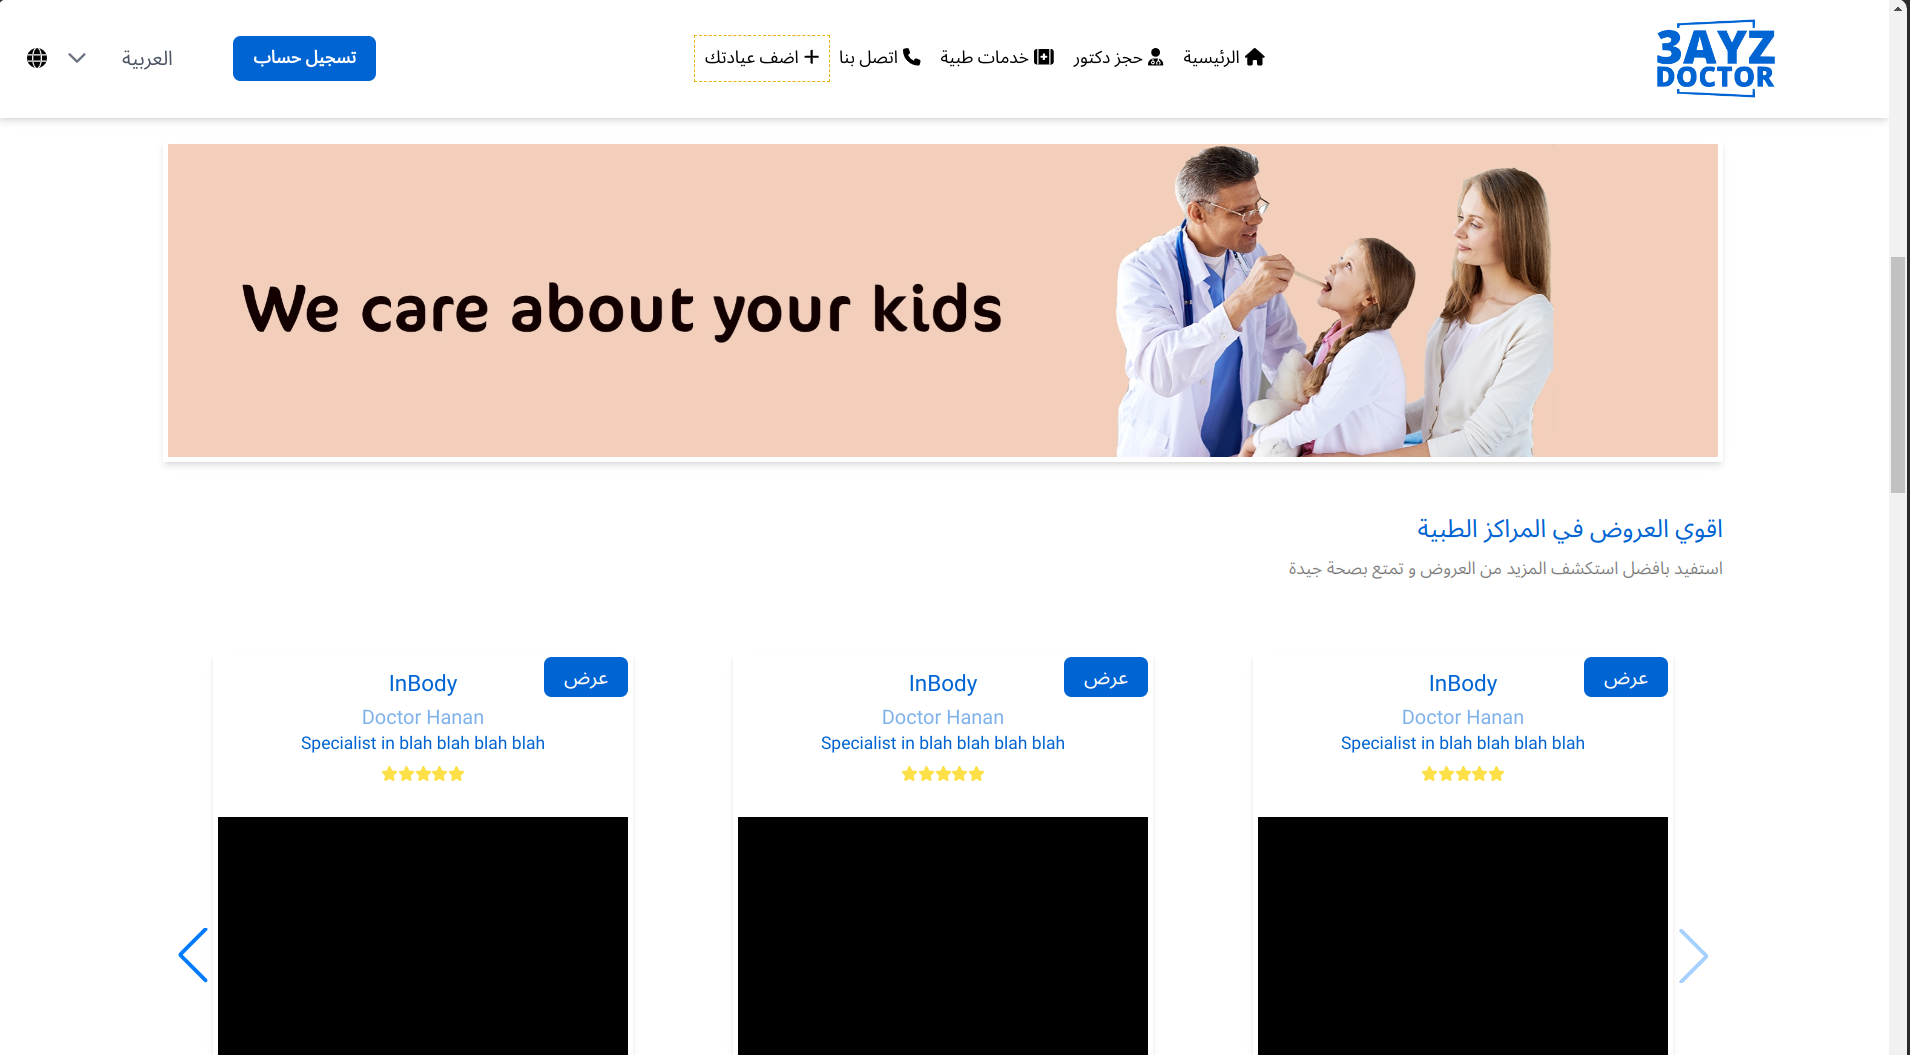 3AYZ
DOCTOR
الرئيسية
حجز دكتور
خدمات طبية
اتصل بنا
اضف عيادتك
تسجيل حساب
العربية
We care about your kids
اقوي العروض في المراكز الطبية
استفيد بافضل استكشف المزيد من العروض و تمتع بصحة جيدة
عرض
InBody
Doctor Hanan
Specialist in blah blah blah blah
عرض
InBody
Doctor Hanan
Specialist in blah blah blah blah
عرض
InBody
Doctor Hanan
Specialist in blah blah blah blah